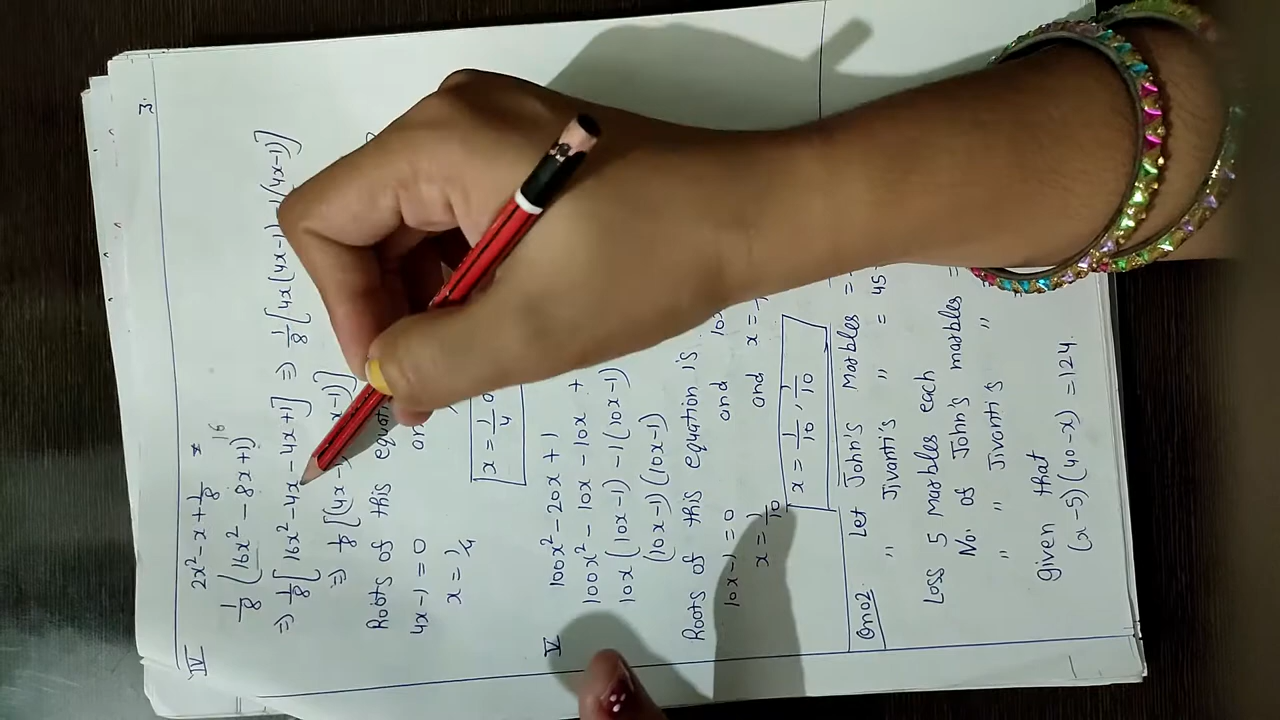 3.
IV 2x² - x + 1/8
16
1/8 (16x² - 8x + 1)
⇒ 1/8 [16x² - 4x - 4x + 1] ⇒ 1/8 [4x(4x-1) - 1(4x-1)]
⇒ 1/8 [(4x- x-1)]
Roots of this
4x-1 = 0
x = 1/4
x = 1/4
V 100x² - 20x + 1
100x² - 10x - 10x +
10x (10x-1) - 1 (10x-1)
(10x-1) (10x-1)
Roots of this equation is
10x-1 = 0 and 10x
x = 1/10 and x =
x = 1/10, 1/10
Qno2 Let John's Marbles =
" Jivanti's " = 45-
Loss 5 marbles each
No. of John's marbles =
" " Jivanti's "
given that
(x-5) (40-x) = 124